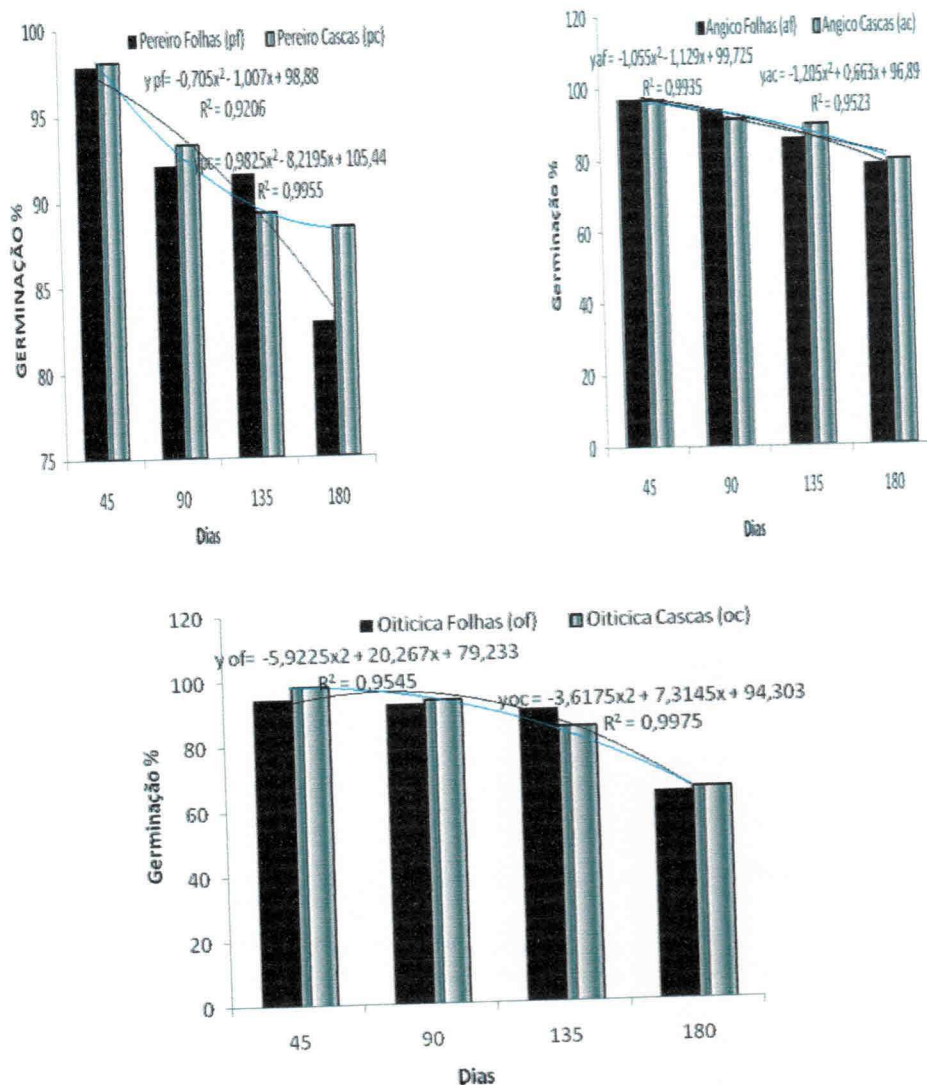 Pereiro Folhas (pf) Pereiro Cascas (pc)
y pf= -0,705x² - 1,007x + 98,88
R² = 0,9206
pc= 0,9825x² - 8,2195x + 105,44
R² = 0,9955
GERMINAÇÃO %
100
95
90
85
80
75
45 90 135 180
Dias
Angico Folhas (af) Angico Cascas (ac)
yaf= -1,055x² - 1,129x + 99,725
R² = 0,9935
yac= -1,205x² + 0,663x + 96,89
R² = 0,9523
Germinação %
120
100
80
60
40
20
0
45 90 135 180
Dias
Oiticica Folhas (of) Oiticica Cascas (oc)
y of= -5,9225x2 + 20,267x + 79,233
R² = 0,9545
yoc= -3,6175x2 + 7,3145x + 94,303
R² = 0,9975
Germinação %
120
100
80
60
40
20
0
45 90 135 180
Dias